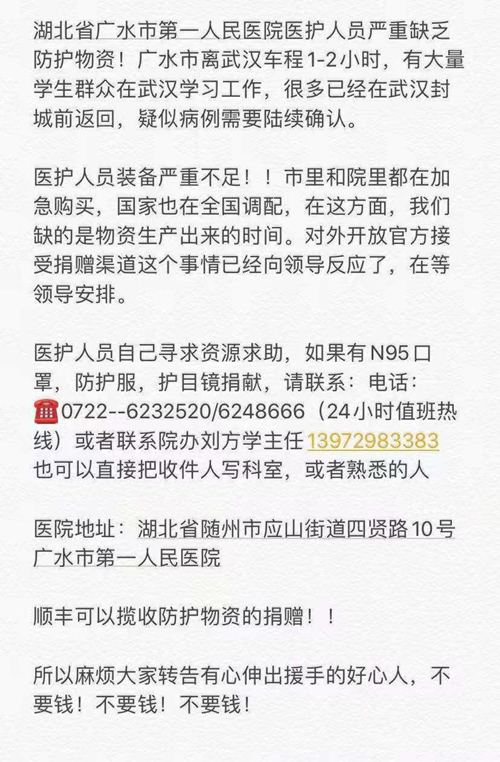 湖北省广水市第一人民医院医护人员严重缺乏
防护物资！广水市离武汉车程1-2小时，有大量
学生群众在武汉学习工作，很多已经在武汉封
城前返回，疑似病例需要陆续确认。
医护人员装备严重不足！！市里和院里都在加
急购买，国家也在全国调配，在这方面，我们
缺的是物资生产出来的时间。对外开放官方接
受捐赠渠道这个事情已经向领导反应了，在等
领导安排。
医护人员自己寻求资源求助，如果有N95口
罩，防护服，护目镜捐献，请联系：电话：
☎️0722--6232520/6248666（24小时值班热
线）或者联系院办刘方学主任13972983383
也可以直接把收件人写科室，或者熟悉的人
医院地址：湖北省随州市应山街道四贤路10号
广水市第一人民医院
顺丰可以揽收防护物资的捐赠！！
所以麻烦大家转告有心伸出援手的好心人，不
要钱！不要钱！不要钱！